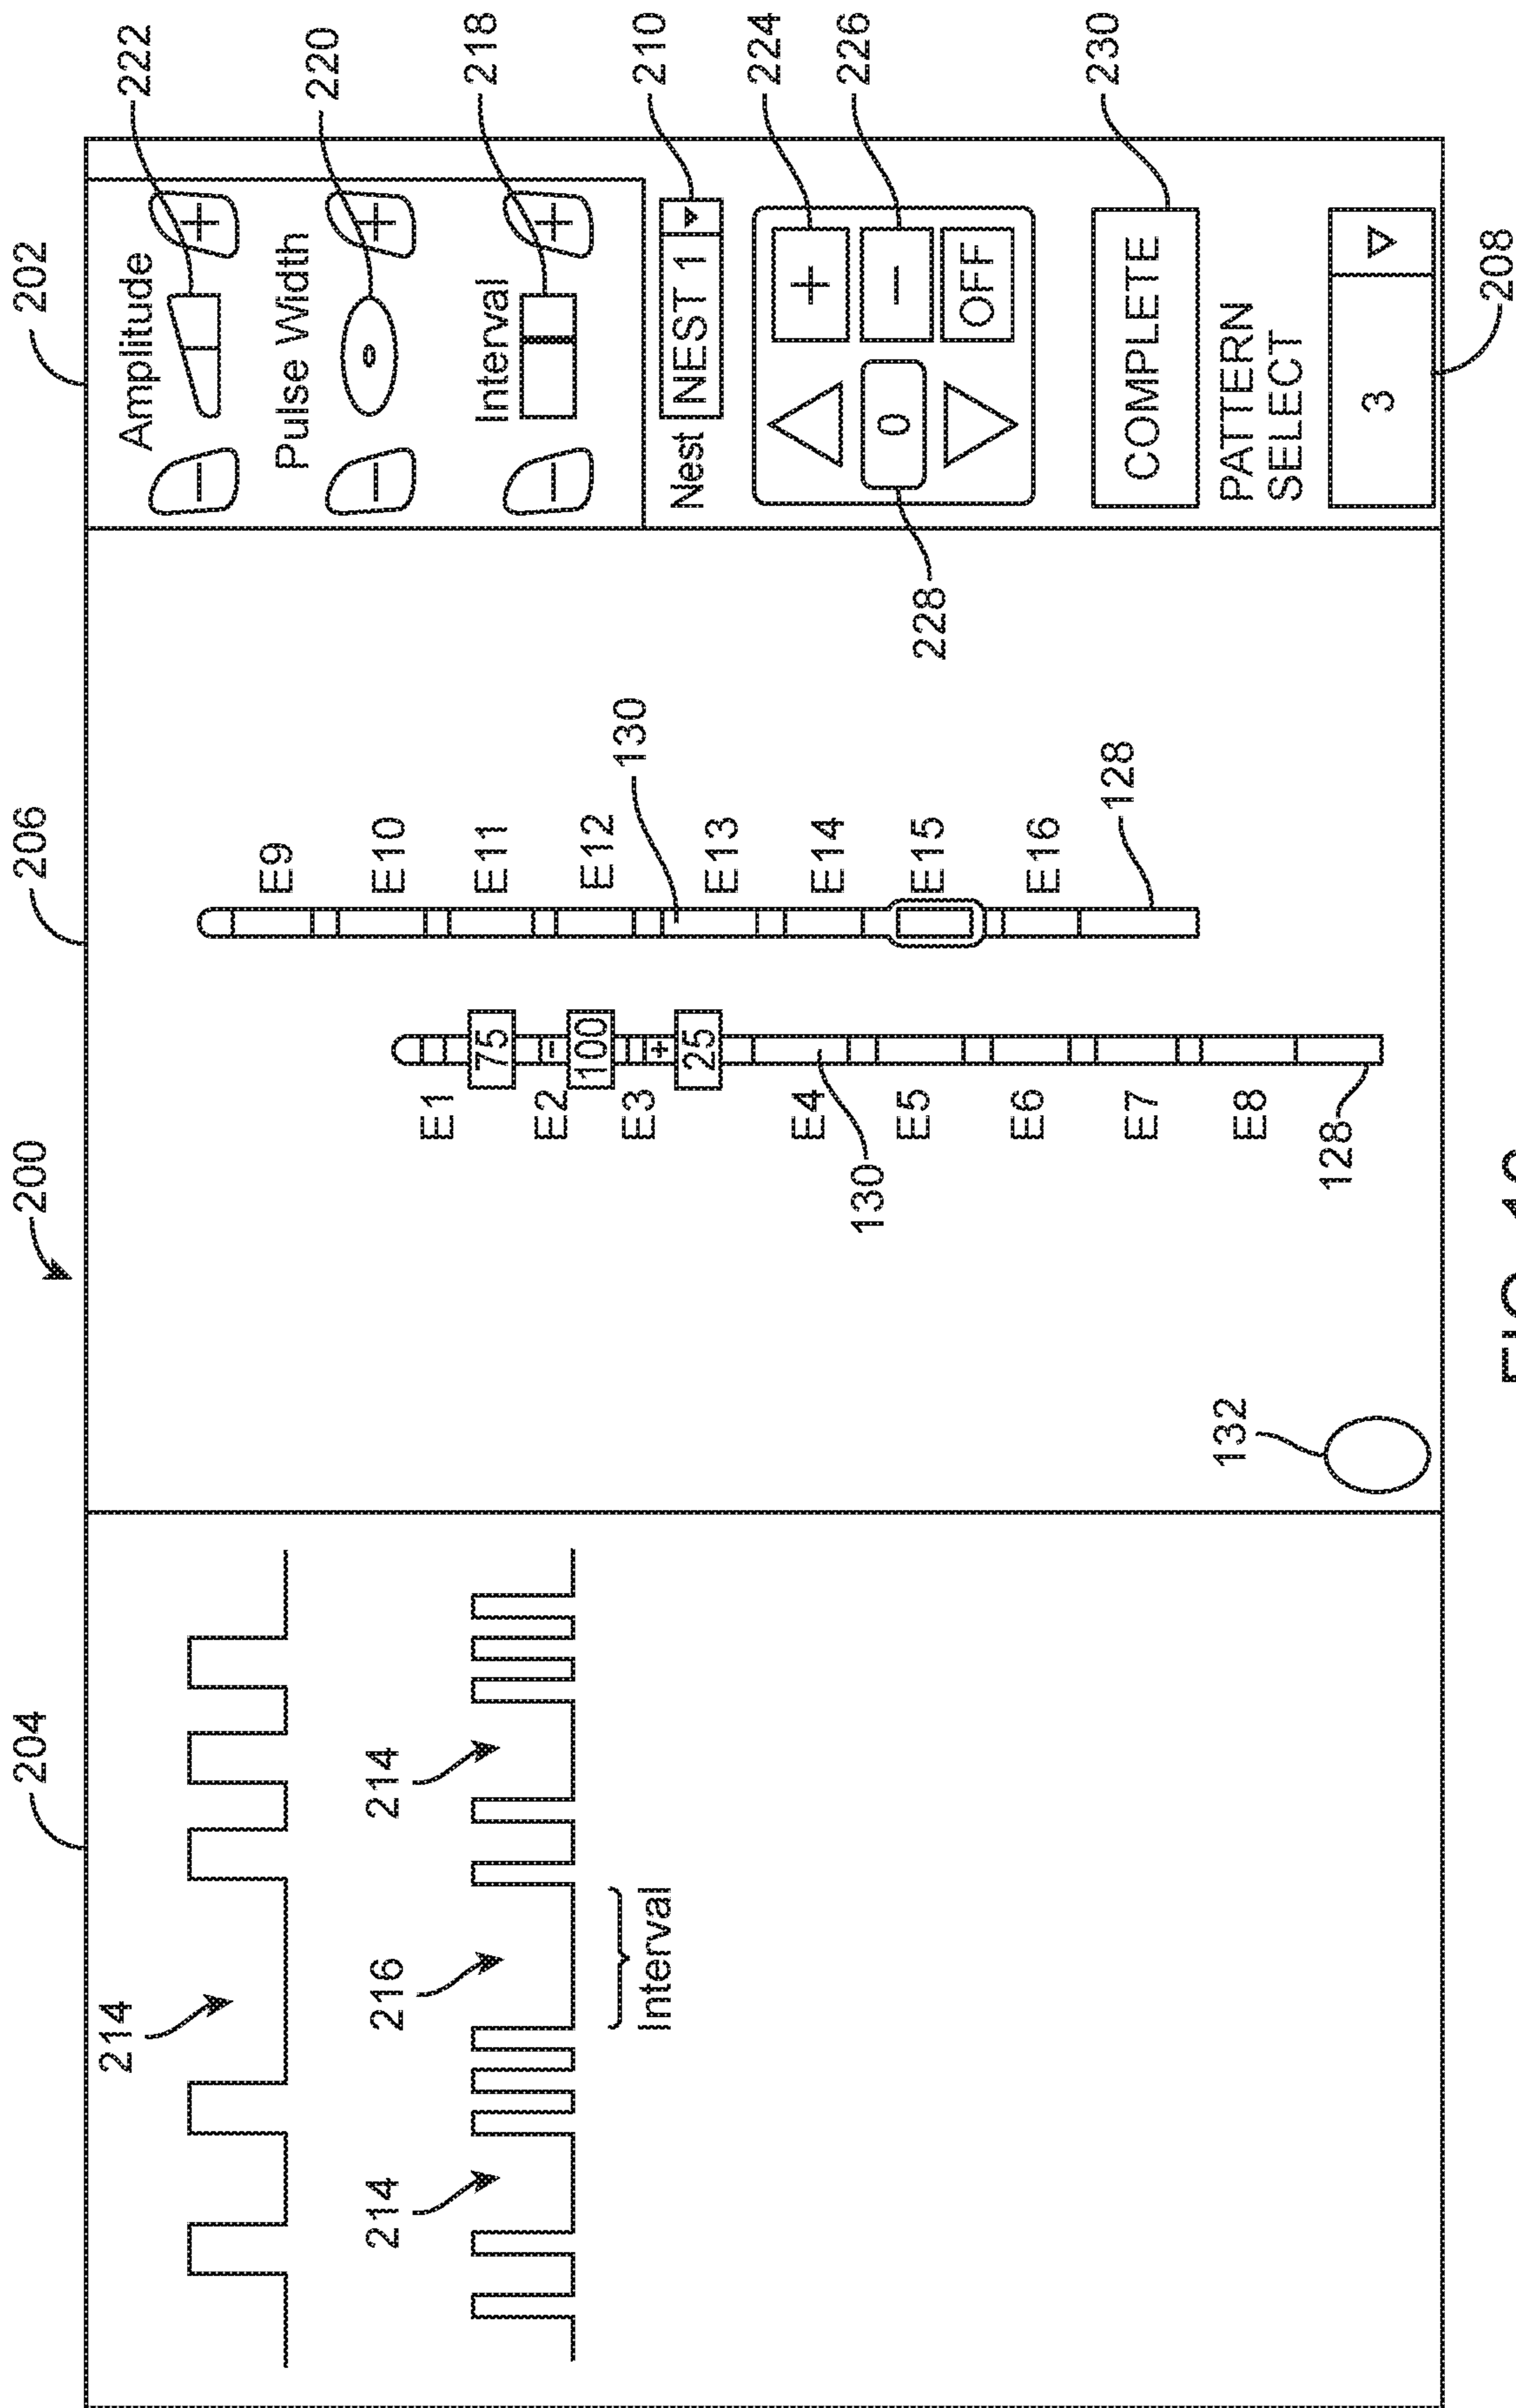 200
204
206
202
214
214
216
214
Interval
132
E1
E2
E3
E4
E5
E6
E7
E8
75
−
100
+
25
130
128
E9
E10
E11
E12
E13
E14
E15
E16
130
128
Amplitude
− +
222
Pulse Width
− +
220
Interval
− +
218
Nest NEST 1
210
+
224
0
−
226
OFF
228
COMPLETE
230
PATTERN
SELECT
3
208